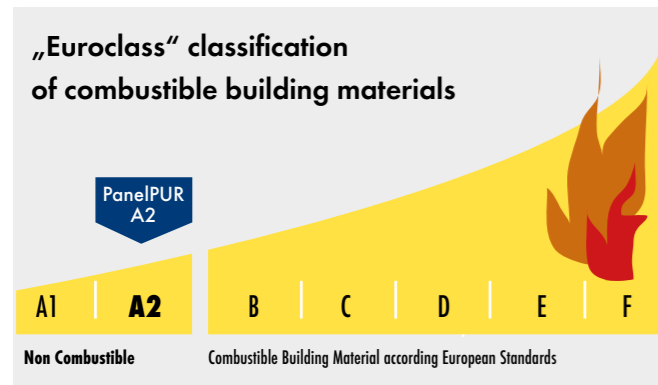 „Euroclass“ classification
of combustible building materials
PanelPUR
A2
A1 A2 B C D E F
Non Combustible Combustible Building Material according European Standards